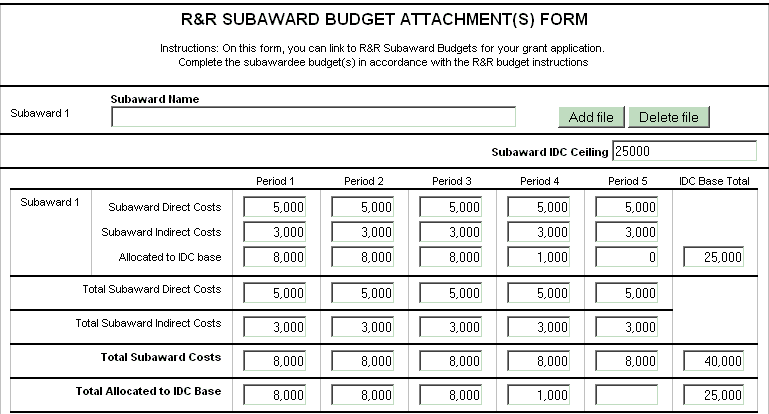 R&R SUBAWARD BUDGET ATTACHMENT(S) FORM
Instructions: On this form, you can link to R&R Subaward Budgets for your grant application.
Complete the subawardee budget(s) in accordance with the R&R budget instructions
Subaward Name
Subaward 1
Add file Delete file
Subaward IDC Ceiling 25000
Period 1 Period 2 Period 3 Period 4 Period 5 IDC Base Total
Subaward 1 Subaward Direct Costs 5,000 5,000 5,000 5,000 5,000
Subaward Indirect Costs 3,000 3,000 3,000 3,000 3,000
Allocated to IDC base 8,000 8,000 8,000 1,000 0 25,000
Total Subaward Direct Costs 5,000 5,000 5,000 5,000 5,000
Total Subaward Indirect Costs 3,000 3,000 3,000 3,000 3,000
Total Subaward Costs 8,000 8,000 8,000 8,000 8,000 40,000
Total Allocated to IDC Base 8,000 8,000 8,000 1,000 25,000